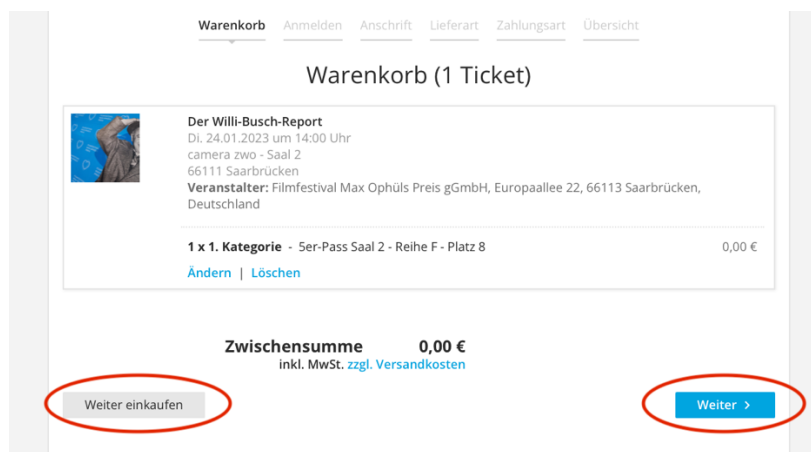 Warenkorb Anmelden Anschrift Lieferart Zahlungsart Übersicht
Warenkorb (1 Ticket)
Der Willi-Busch-Report
Di. 24.01.2023 um 14:00 Uhr
camera zwo - Saal 2
66111 Saarbrücken
Veranstalter: Filmfestival Max Ophüls Preis gGmbH, Europaallee 22, 66113 Saarbrücken,
Deutschland
1 x 1. Kategorie - 5er-Pass Saal 2 - Reihe F - Platz 8 0,00 €
Ändern | Löschen
Zwischensumme 0,00 €
inkl. MwSt. zzgl. Versandkosten
Weiter einkaufen Weiter >